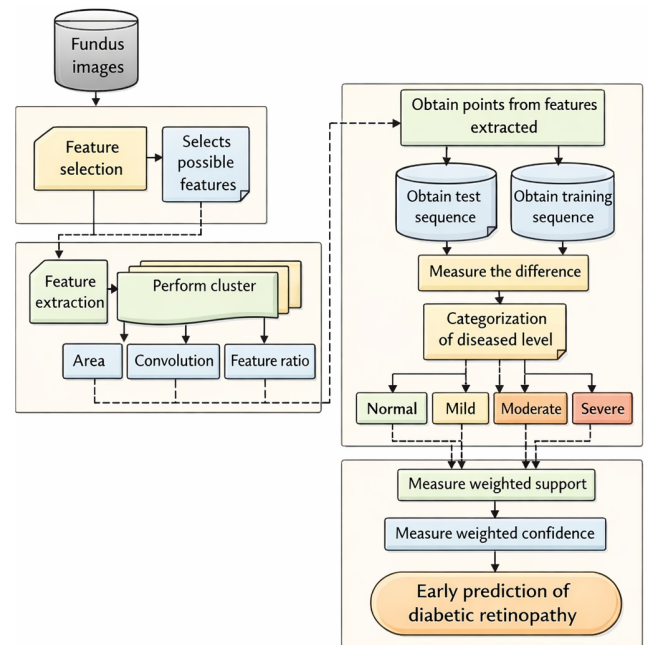 Fundus
images
Feature
selection
Selects
possible
features
Feature
extraction
Perform cluster
Area
Convolution
Feature ratio
Obtain points from features
extracted
Obtain test
sequence
Obtain training
sequence
Measure the difference
Categorization
of diseased level
Normal
Mild
Moderate
Severe
Measure weighted support
Measure weighted confidence
Early prediction of
diabetic retinopathy